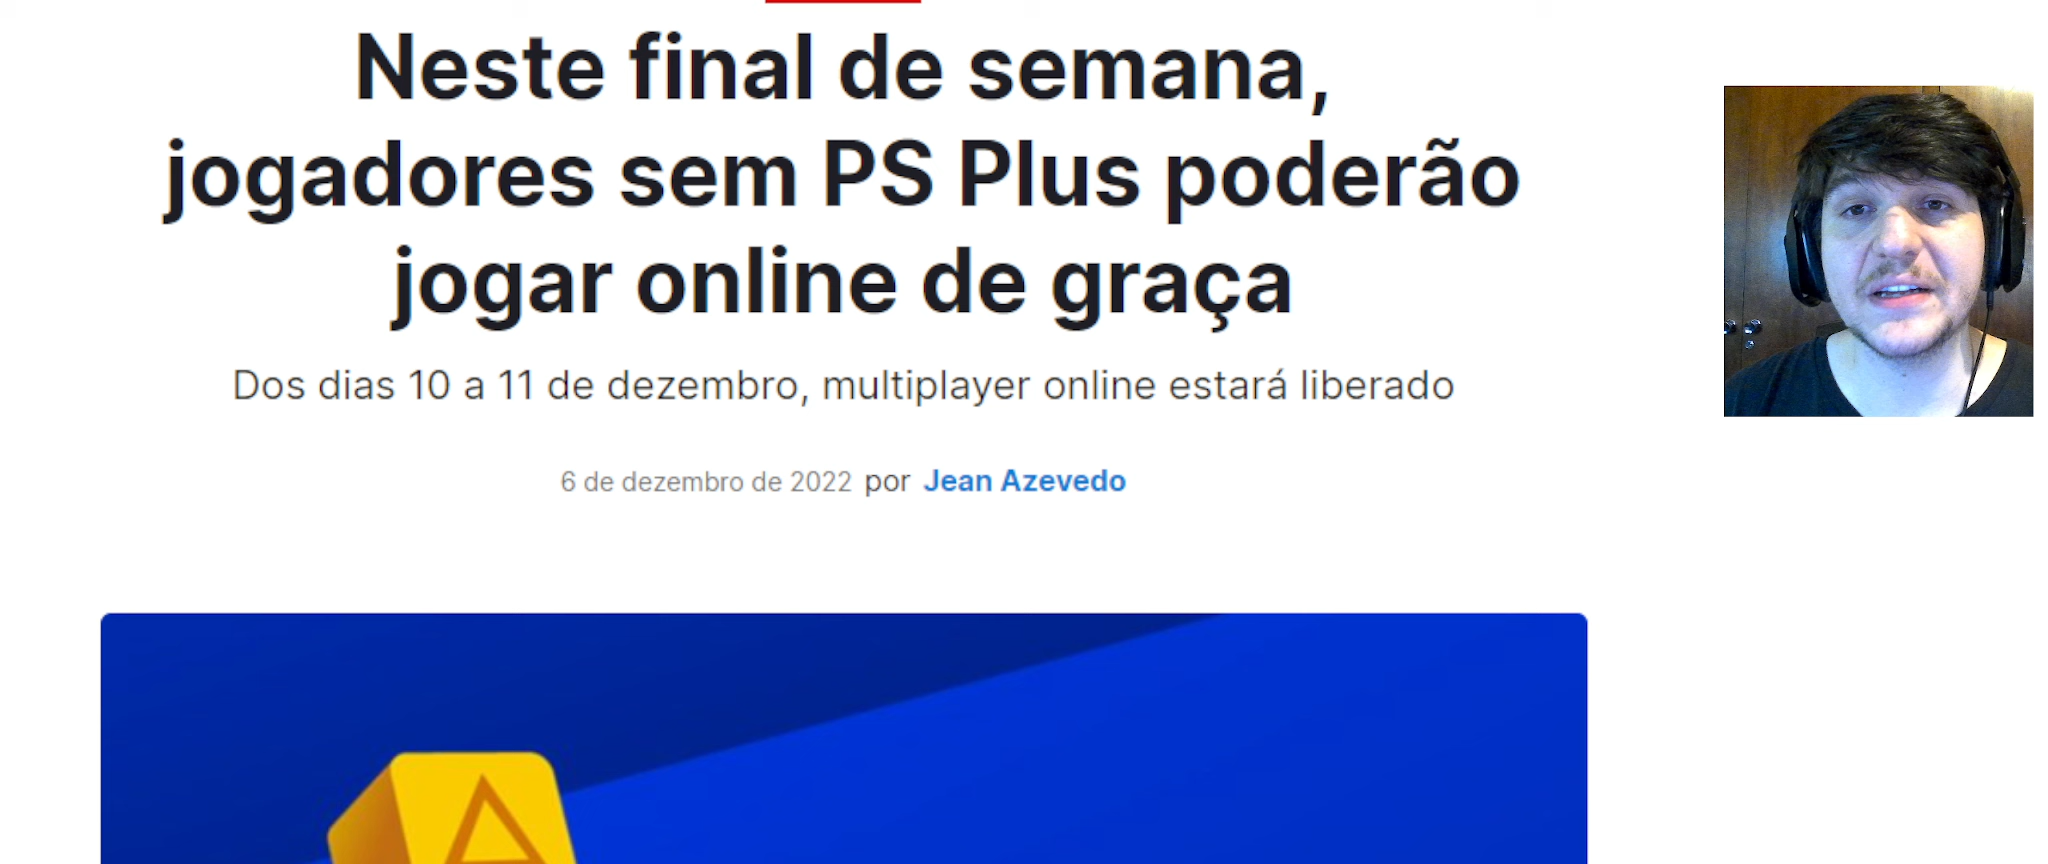 Neste final de semana,
jogadores sem PS Plus poderão
jogar online de graça
Dos dias 10 a 11 de dezembro, multiplayer online estará liberado
6 de dezembro de 2022 por Jean Azevedo